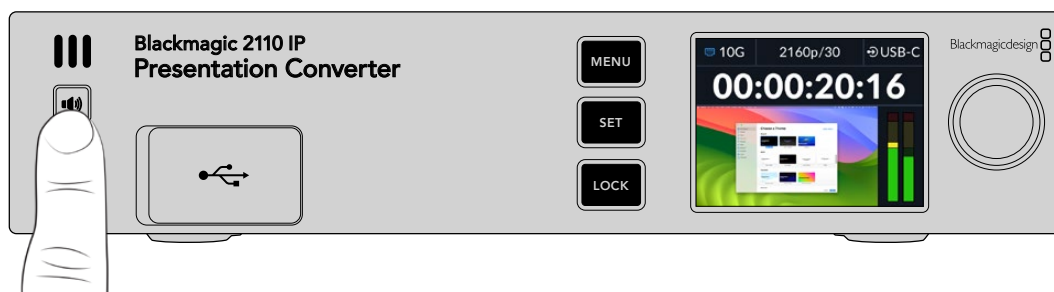 Blackmagic 2110 IP
Presentation Converter
MENU
SET
LOCK
10G 2160p/30 USB-C
00:00:20:16
Blackmagicdesign